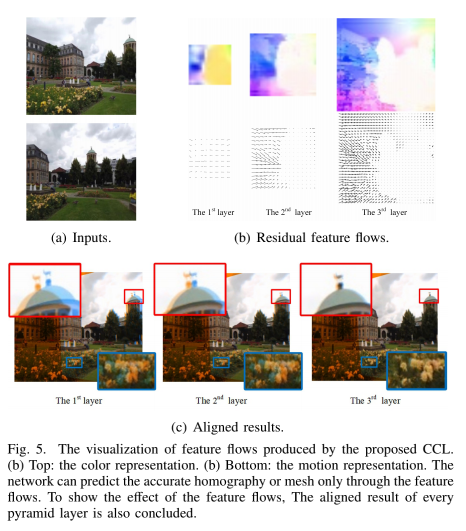 The 1st layer
The 2nd layer
The 3rd layer
(a) Inputs.
(b) Residual feature flows.
The 1st layer
The 2nd layer
The 3rd layer
(c) Aligned results.
Fig. 5. The visualization of feature flows produced by the proposed CCL.
(b) Top: the color representation. (b) Bottom: the motion representation. The
network can predict the accurate homography or mesh only through the feature
flows. To show the effect of the feature flows, The aligned result of every
pyramid layer is also concluded.